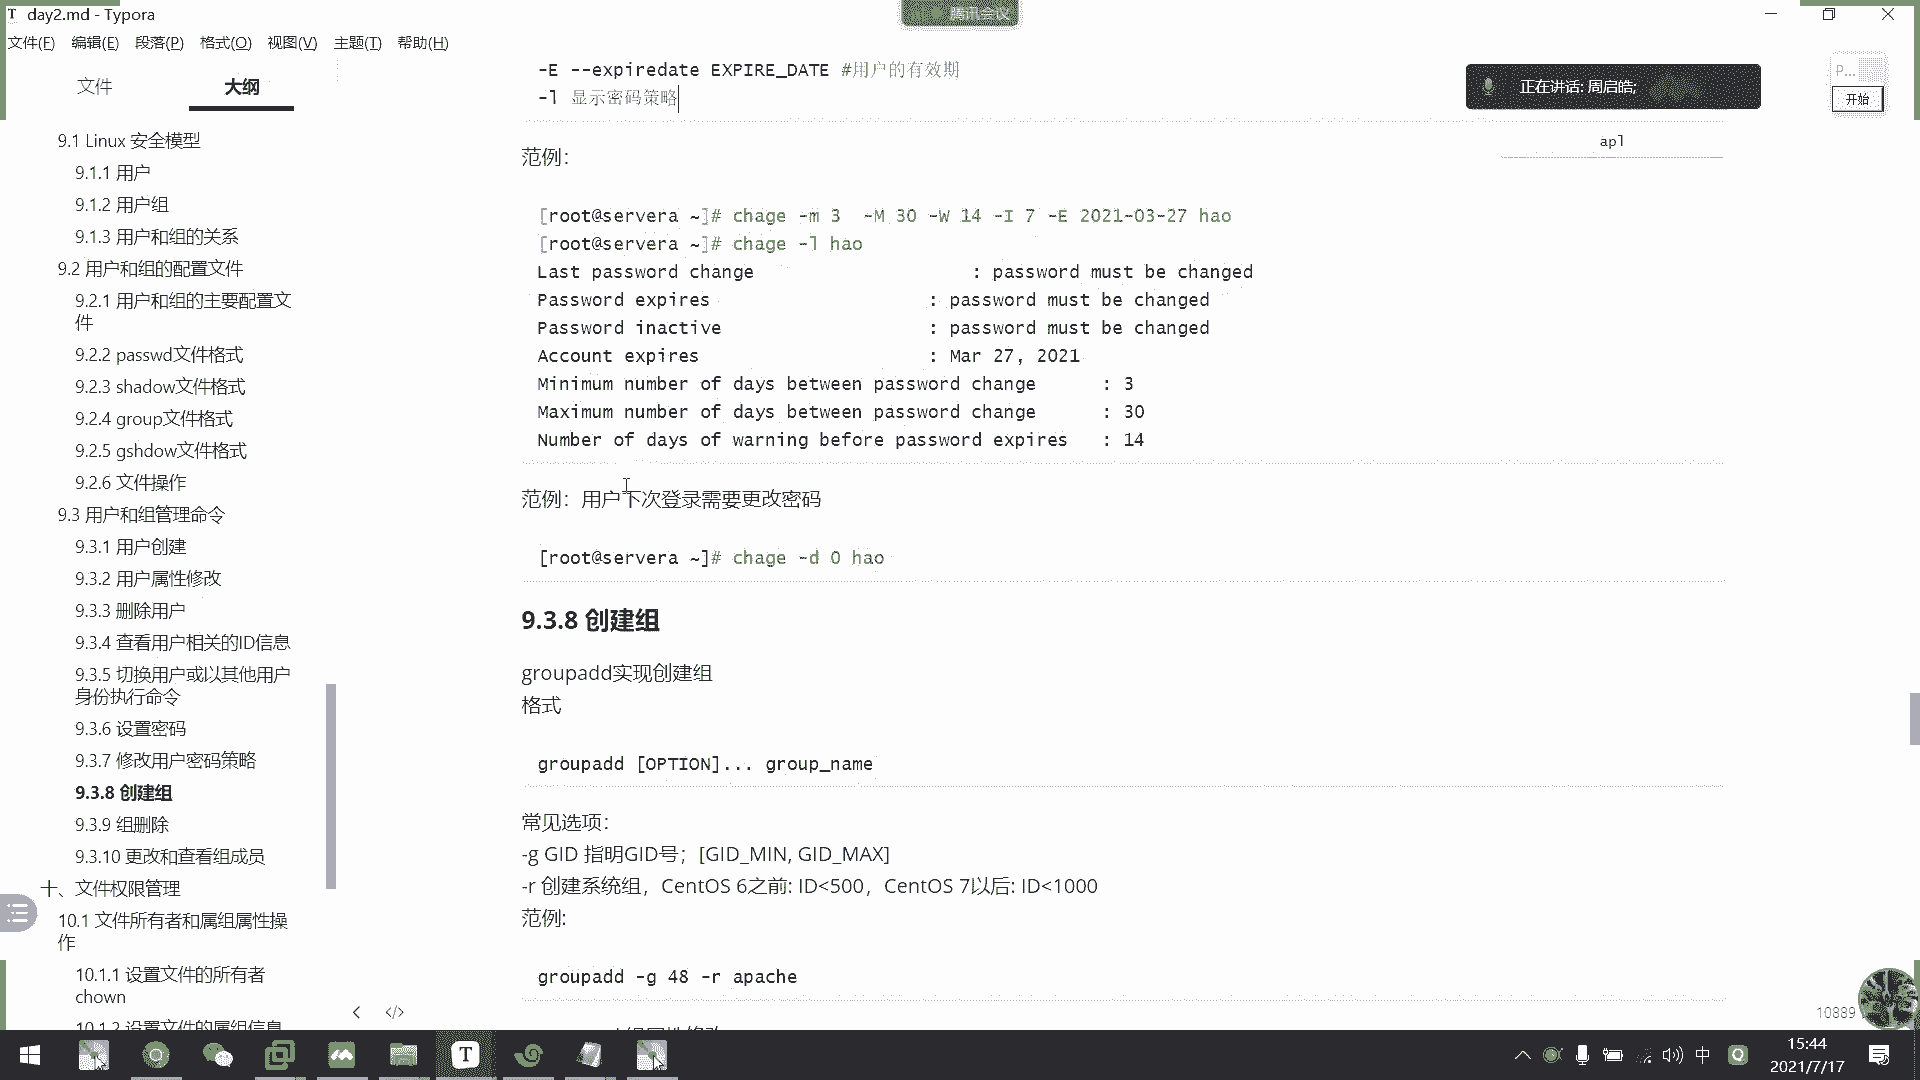 day2.md - Typora
腾讯会议
文件(F) 编辑(E) 段落(P) 格式(O) 视图(V) 主题(T) 帮助(H)
文件 大纲
9.1 Linux 安全模型
9.1.1 用户
9.1.2 用户组
9.1.3 用户和组的关系
9.2 用户和组的配置文件
9.2.1 用户和组的主要配置文
件
9.2.2 passwd文件格式
9.2.3 shadow文件格式
9.2.4 group文件格式
9.2.5 gshdow文件格式
9.2.6 文件操作
9.3 用户和组管理命令
9.3.1 用户创建
9.3.2 用户属性修改
9.3.3 删除用户
9.3.4 查看用户相关的ID信息
9.3.5 切换用户或以其他用户
身份执行命令
9.3.6 设置密码
9.3.7 修改用户密码策略
9.3.8 创建组
9.3.9 组删除
9.3.10 更改和查看组成员
十、文件权限管理
10.1 文件所有者和属组属性操
作
10.1.1 设置文件的所有者
chown
10.1.2 设置文件的属组信息
-E --expiredate EXPIRE_DATE #用户的有效期
-l 显示密码策略
正在讲话: 周启皓;
P...
开始
apl
范例：
[root@servera ~]# chage -m 3  -M 30 -W 14 -I 7 -E 2021-03-27 hao
[root@servera ~]# chage -l hao
Last password change : password must be changed
Password expires : password must be changed
Password inactive : password must be changed
Account expires : Mar 27, 2021
Minimum number of days between password change : 3
Maximum number of days between password change : 30
Number of days of warning before password expires : 14
范例：用户下次登录需要更改密码
[root@servera ~]# chage -d 0 hao
9.3.8 创建组
groupadd实现创建组
格式
groupadd [OPTION]... group_name
常见选项：
-g GID 指明GID号；[GID_MIN, GID_MAX]
-r 创建系统组，CentOS 6之前: ID<500，CentOS 7以后: ID<1000
范例:
groupadd -g 48 -r apache
10889
中
15:44
2021/7/17